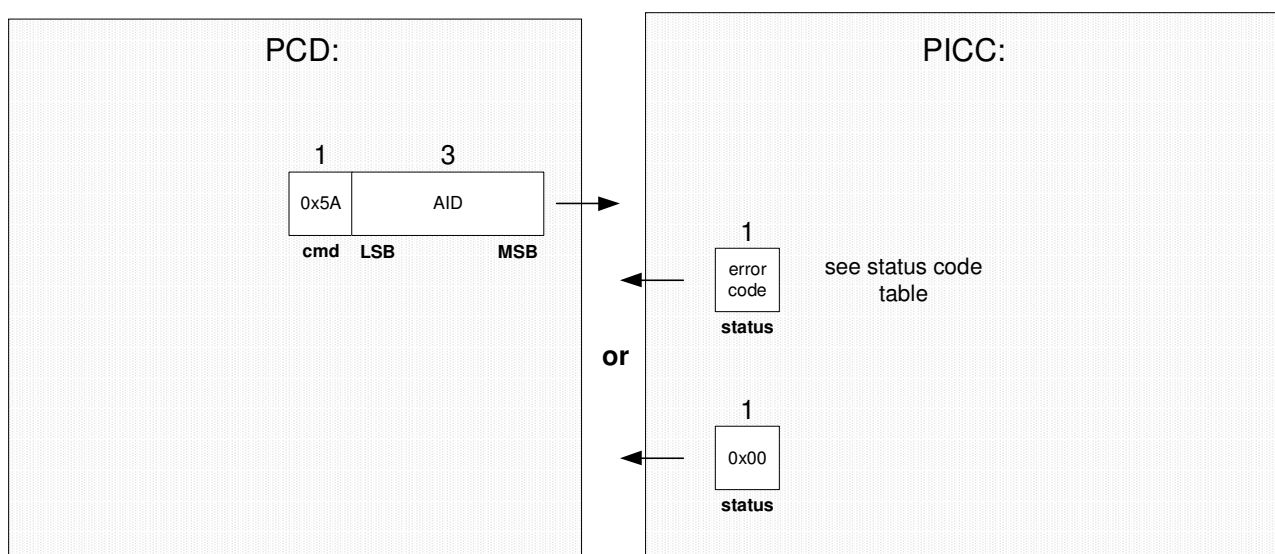 PCD:
1 3
0x5A AID
cmd LSB MSB
PICC:
1
error
code
status
see status code
table
or
1
0x00
status